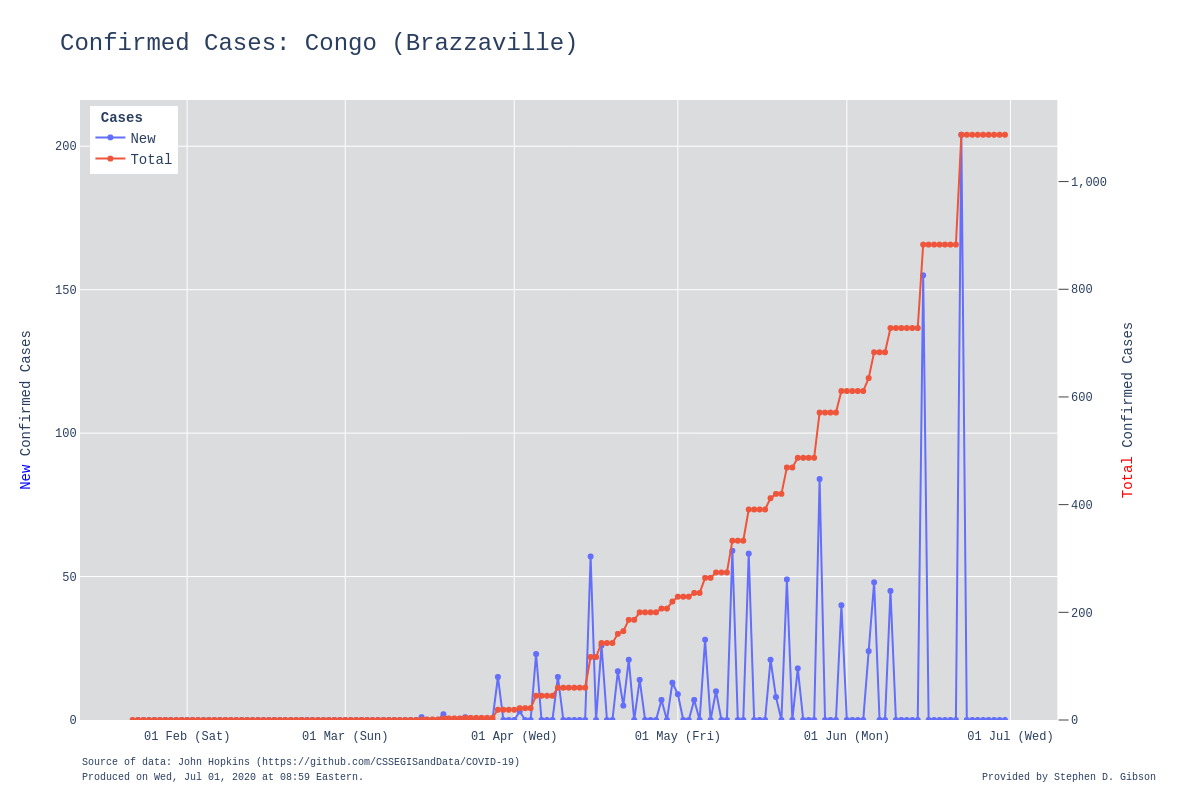 Confirmed Cases: Congo (Brazzaville)
Cases
New
Total
200
150
100
50
0
1,000
800
600
400
200
0
New Confirmed Cases
Total Confirmed Cases
01 Feb (Sat)
01 Mar (Sun)
01 Apr (Wed)
01 May (Fri)
01 Jun (Mon)
01 Jul (Wed)
Source of data: John Hopkins (https://github.com/CSSEGISandData/COVID-19)
Produced on Wed, Jul 01, 2020 at 08:59 Eastern.
Provided by Stephen D. Gibson